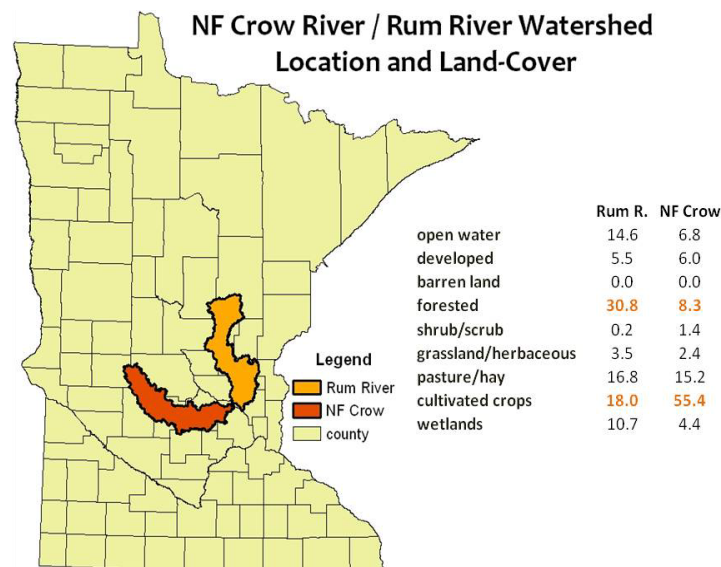 NF Crow River / Rum River Watershed
Location and Land-Cover
Rum R. NF Crow
open water 14.6 6.8
developed 5.5 6.0
barren land 0.0 0.0
forested 30.8 8.3
shrub/scrub 0.2 1.4
grassland/herbaceous 3.5 2.4
pasture/hay 16.8 15.2
cultivated crops 18.0 55.4
wetlands 10.7 4.4
Legend
Rum River
NF Crow
county